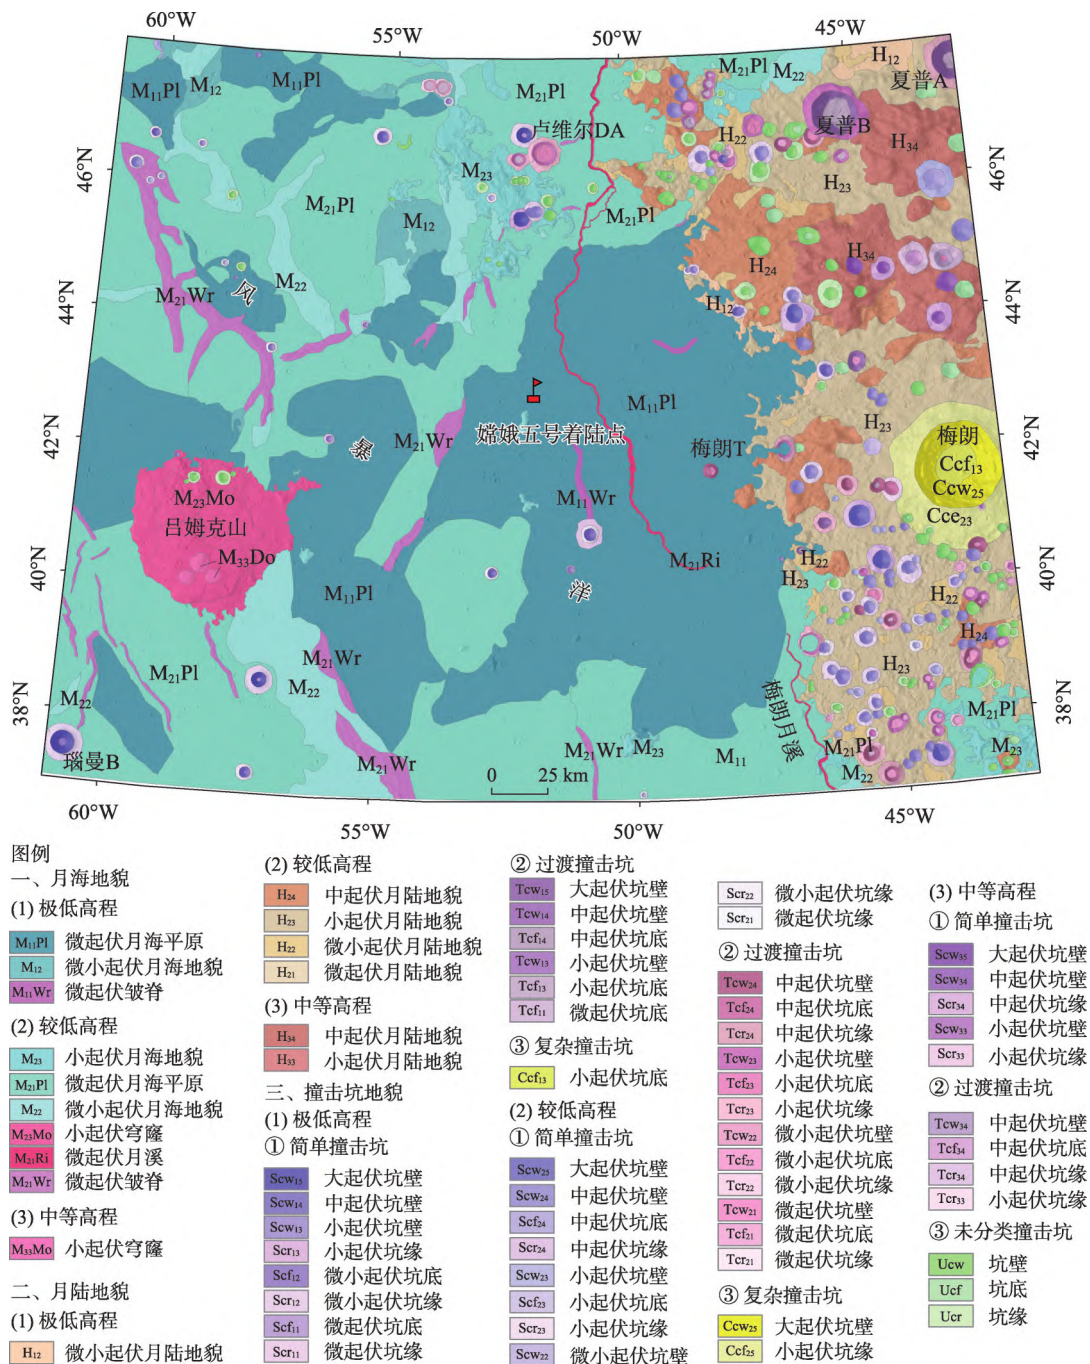 60°W
55°W
50°W
45°W
M₁₁Pl
M₁₂
M₁₁Pl
M₂₁Pl
M₂₁Pl
M₂₂
H₁₂
夏普A
卢维尔DA
H₂₂
夏普B
H₃₄
46°N
46°N
M₂₃
H₂₃
M₂₁Pl
M₁₂
M₂₁Pl
H₂₄
H₃₄
M₂₁Wr
风
M₂₂
44°N
44°N
H₁₂
M₁₁Pl
H₂₃
42°N
42°N
暴
M₂₁Wr
嫦娥五号着陆点
梅朗T
梅朗
Ccf₁₃
Ccw₂₅
Cce₂₃
M₂₃Mo
吕姆克山
M₁₁Wr
M₃₃Do
M₂₁Ri
H₂₂
H₂₃
40°N
40°N
M₁₁Pl
洋
H₂₂
H₂₄
M₂₁Pl
M₂₁Wr
M₂₂
H₂₃
M₂₂
38°N
38°N
梅朗月溪
M₂₁Pl
M₂₃
瑙曼B
M₂₁Wr
M₂₁Wr
M₂₃
M₁₁
M₂₁Pl
M₂₂
0 25 km
60°W
55°W
50°W
45°W
图例
一、月海地貌
(1) 极低高程
M₁₁Pl 微起伏月海平原
M₁₂ 微小起伏月海地貌
M₁₁Wr 微起伏皱脊
(2) 较低高程
M₂₃ 小起伏月海地貌
M₂₁Pl 微起伏月海平原
M₂₂ 微小起伏月海地貌
M₂₃Mo 小起伏穹窿
M₂₁Ri 微起伏月溪
M₂₁Wr 微起伏皱脊
(3) 中等高程
M₃₃Mo 小起伏穹窿
二、月陆地貌
(1) 极低高程
H₁₂ 微小起伏月陆地貌
(2) 较低高程
H₂₄ 中起伏月陆地貌
H₂₃ 小起伏月陆地貌
H₂₂ 微小起伏月陆地貌
H₂₁ 微起伏月陆地貌
(3) 中等高程
H₃₄ 中起伏月陆地貌
H₃₃ 小起伏月陆地貌
三、撞击坑地貌
(1) 极低高程
① 简单撞击坑
Scw₁₅ 大起伏坑壁
Scw₁₄ 中起伏坑壁
Scw₁₃ 小起伏坑壁
Scr₁₃ 小起伏坑缘
Scf₁₂ 微小起伏坑底
Scr₁₂ 微小起伏坑缘
Scf₁₁ 微起伏坑底
Scr₁₁ 微起伏坑缘
② 过渡撞击坑
Tcw₁₅ 大起伏坑壁
Tcw₁₄ 中起伏坑壁
Tcf₁₄ 中起伏坑底
Tcw₁₃ 小起伏坑壁
Tcf₁₃ 小起伏坑底
Tcf₁₁ 微起伏坑底
③ 复杂撞击坑
Ccf₁₃ 小起伏坑底
(2) 较低高程
① 简单撞击坑
Scw₂₅ 大起伏坑壁
Scw₂₄ 中起伏坑壁
Scf₂₄ 中起伏坑底
Scr₂₄ 中起伏坑缘
Scw₂₃ 小起伏坑壁
Scf₂₃ 小起伏坑底
Scr₂₃ 小起伏坑缘
Scw₂₂ 微小起伏坑壁
Scr₂₂ 微小起伏坑缘
Scr₂₁ 微起伏坑缘
② 过渡撞击坑
Tcw₂₄ 中起伏坑壁
Tcf₂₄ 中起伏坑底
Tcr₂₄ 中起伏坑缘
Tcw₂₃ 小起伏坑壁
Tcf₂₃ 小起伏坑底
Tcr₂₃ 小起伏坑缘
Tcw₂₂ 微小起伏坑壁
Tcf₂₂ 微小起伏坑底
Tcr₂₂ 微小起伏坑缘
Tcw₂₁ 微起伏坑壁
Tcf₂₁ 微起伏坑底
Tcr₂₁ 微起伏坑缘
③ 复杂撞击坑
Ccw₂₅ 大起伏坑壁
Ccf₂₅ 小起伏坑缘
(3) 中等高程
① 简单撞击坑
Scw₃₅ 大起伏坑壁
Scw₃₄ 中起伏坑壁
Scr₃₄ 中起伏坑缘
Scw₃₃ 小起伏坑壁
Scr₃₃ 小起伏坑缘
② 过渡撞击坑
Tcw₃₄ 中起伏坑壁
Tcf₃₄ 中起伏坑底
Tcr₃₄ 中起伏坑缘
Tcr₃₃ 小起伏坑缘
③ 未分类撞击坑
Ucw 坑壁
Ucf 坑底
Ucr 坑缘